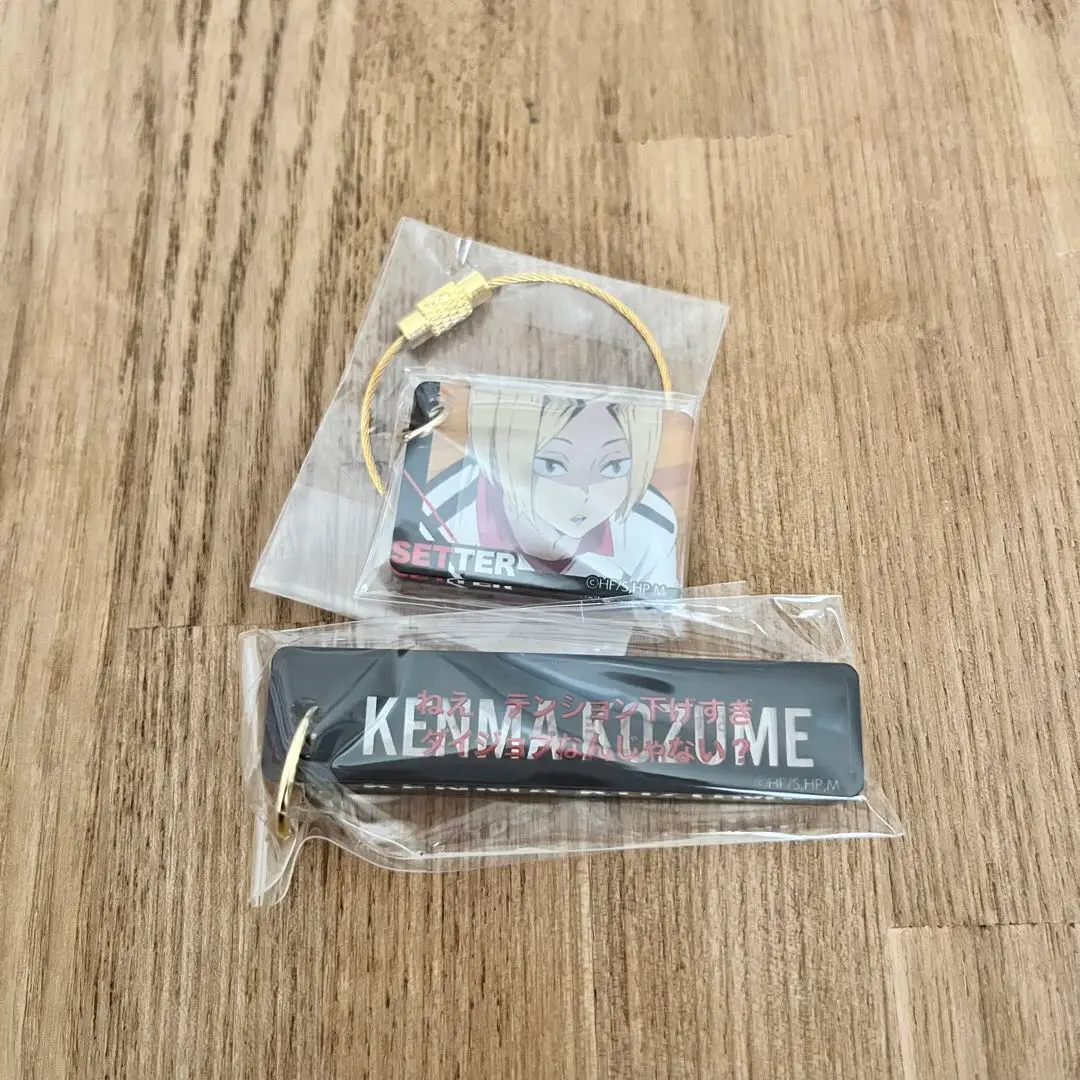 SETTER
©HF/S,HP,M
KENMA KOZUME
ねえ テンション下げすぎ
ダイジョブなんじゃない?
©HF/S,HP,M